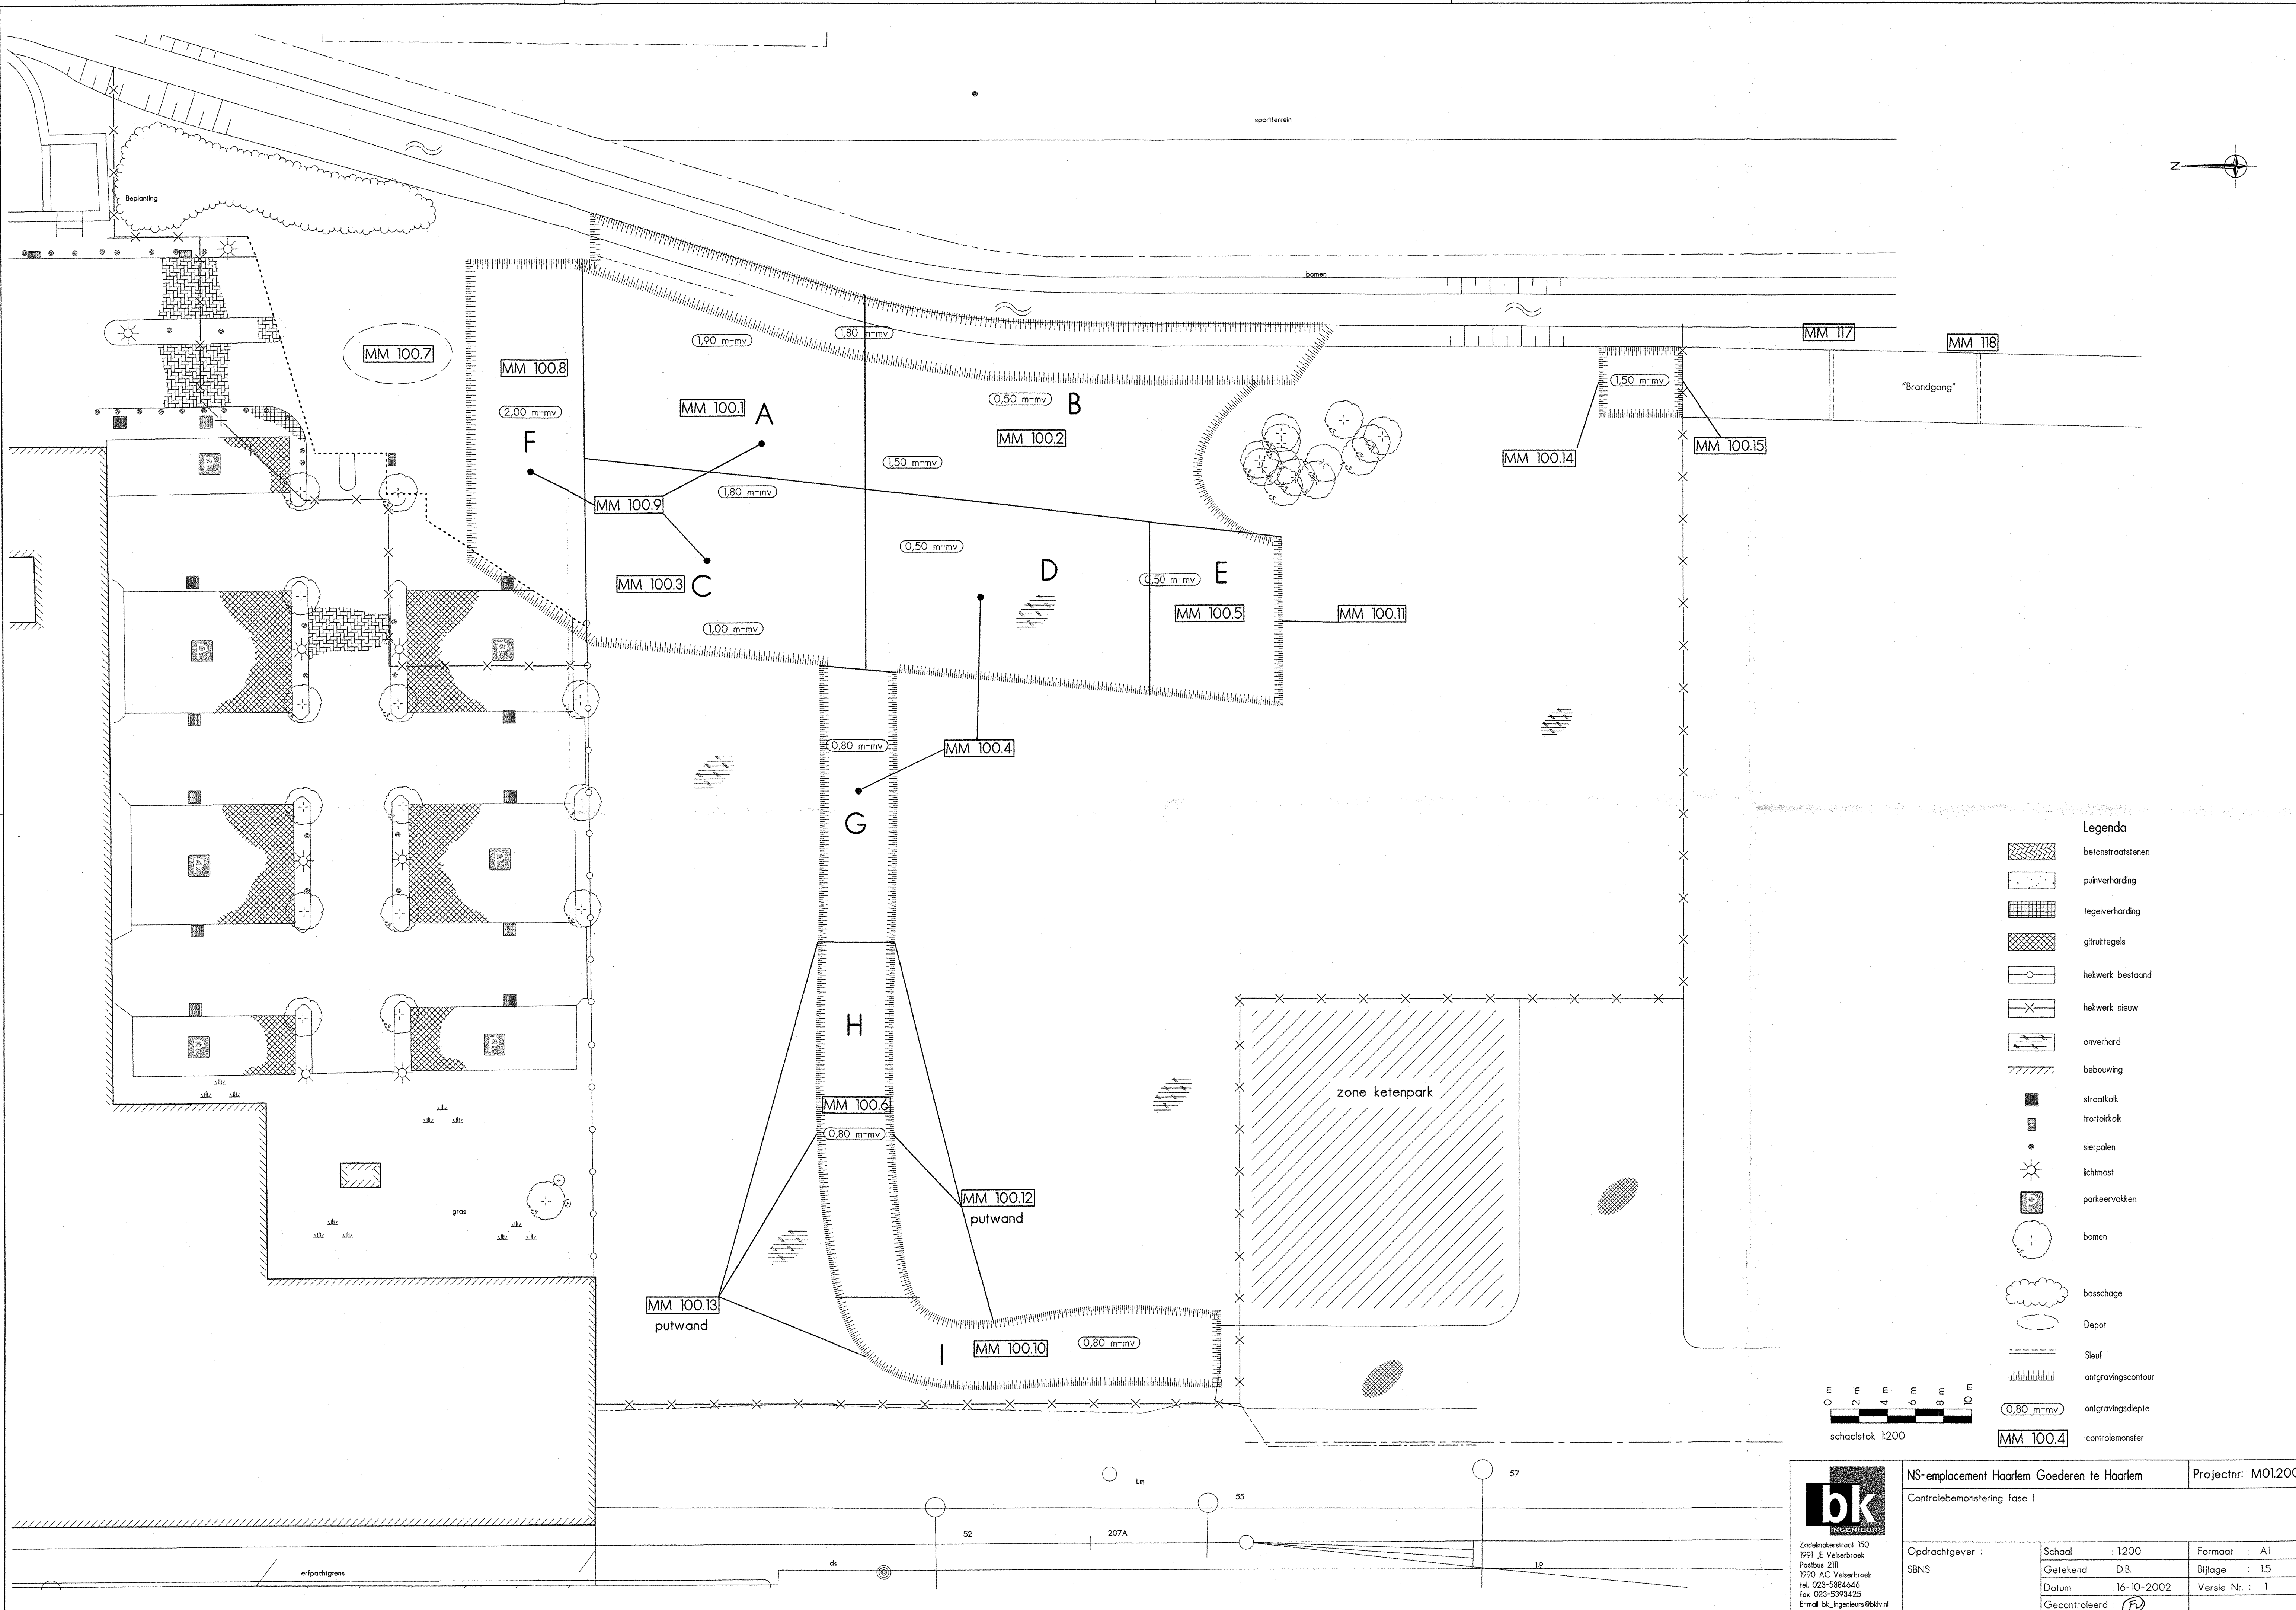 sportterrein
N
Beplanting
bomen
MM 117
MM 118
1,90 m-mv
1,80 m-mv
MM 100.7
MM 100.8
1,50 m-mv
"Brandgang"
2,00 m-mv
MM 100.1
A
0,50 m-mv
B
F
MM 100.2
MM 100.14
MM 100.15
P
1,50 m-mv
1,80 m-mv
MM 100.9
0,50 m-mv
D
E
0,50 m-mv
MM 100.3
C
MM 100.5
MM 100.11
1,00 m-mv
P
P
0,80 m-mv
MM 100.4
G
P
P
H
P
P
zone ketenpark
MM 100.6
0,80 m-mv
MM 100.12
putwand
gras
MM 100.13
putwand
I
MM 100.10
0,80 m-mv
Legenda
betonstraatstenen
puinverharding
tegelverharding
gitruittegels
hekwerk bestaand
hekwerk nieuw
onverhard
bebouwing
straatkolk
trottoirkolk
sierpalen
lichtmast
P parkeervakken
bomen
bosschage
Depot
Sleuf
ontgravingscontour
0,80 m-mv ontgravingsdiepte
MM 100.4 controlemonster
0 m 2 m 4 m 6 m 8 m 10 m
schaalstok 1:200
Lm
57
55
52
207A
ds
19
erfpachtgrens
bk
INGENIEURS
Zadelmakerstraat 150
1991 JE Velserbroek
Postbus 2111
1990 AC Velserbroek
tel. 023-5384646
fax 023-5393425
E-mail bk_ingenieurs@bkiv.nl
NS-emplacement Haarlem Goederen te Haarlem
Projectnr: M01.200
Controlebemonstering fase I
Opdrachtgever :
SBNS
Schaal : 1:200
Formaat : A1
Getekend : D.B.
Bijlage : 1.5
Datum : 16-10-2002
Versie Nr. : 1
Gecontroleerd :